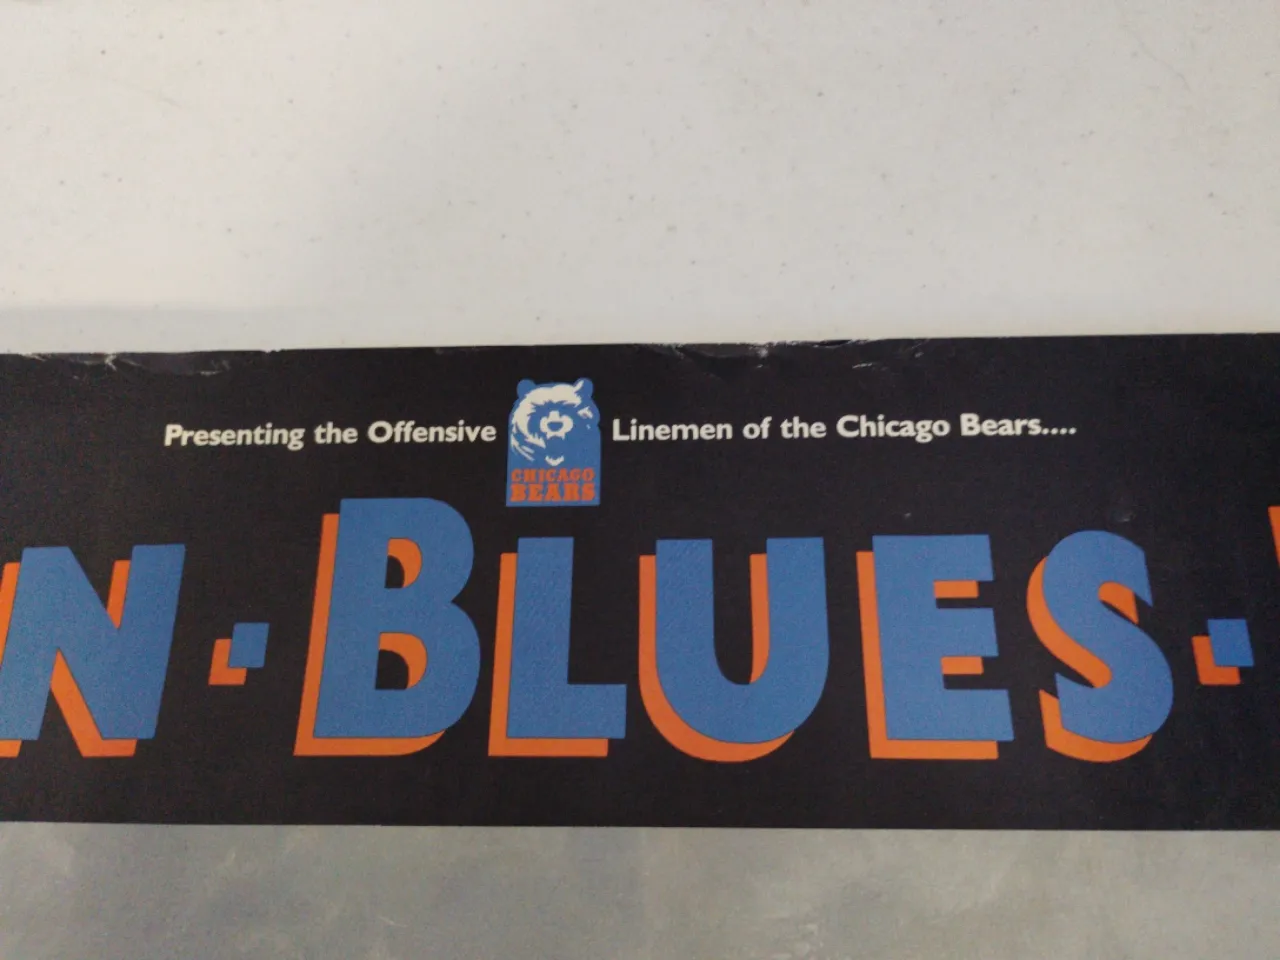 Presenting the Offensive Linemen of the Chicago Bears....
CHICAGO
BEARS
N · BLUES ·